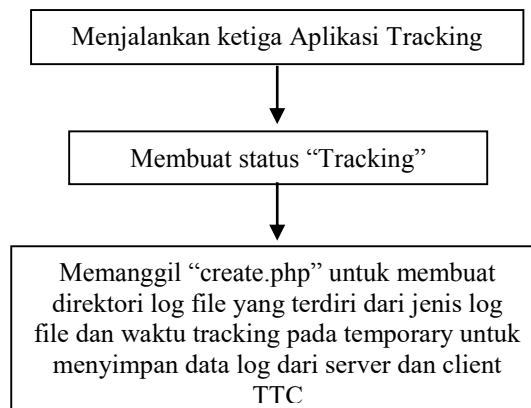 Menjalankan ketiga Aplikasi Tracking
Membuat status “Tracking”
Memanggil “create.php” untuk membuat
direktori log file yang terdiri dari jenis log
file dan waktu tracking pada temporary untuk
menyimpan data log dari server dan client
TTC